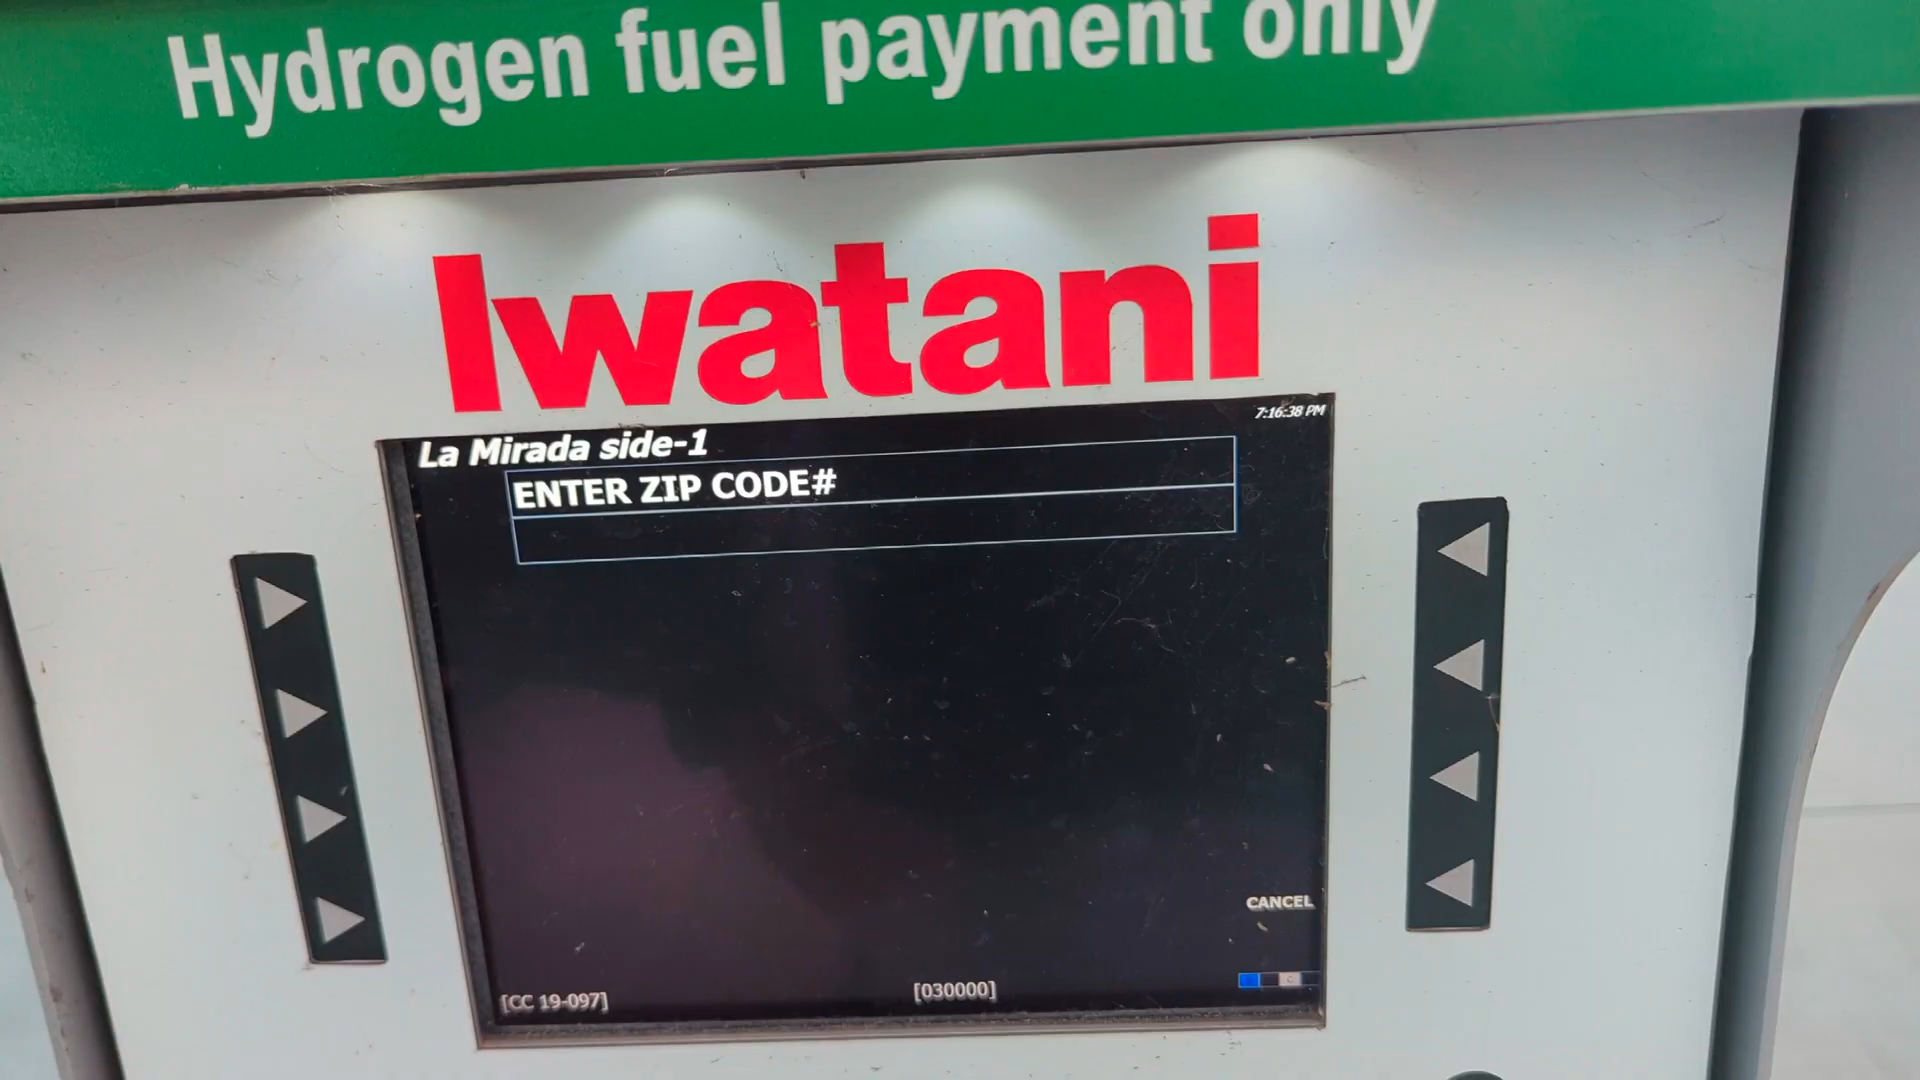 Hydrogen fuel payment only
Iwatani
7:16:38 PM
La Mirada side-1
ENTER ZIP CODE#
CANCEL
[CC 19-097]
[030000]